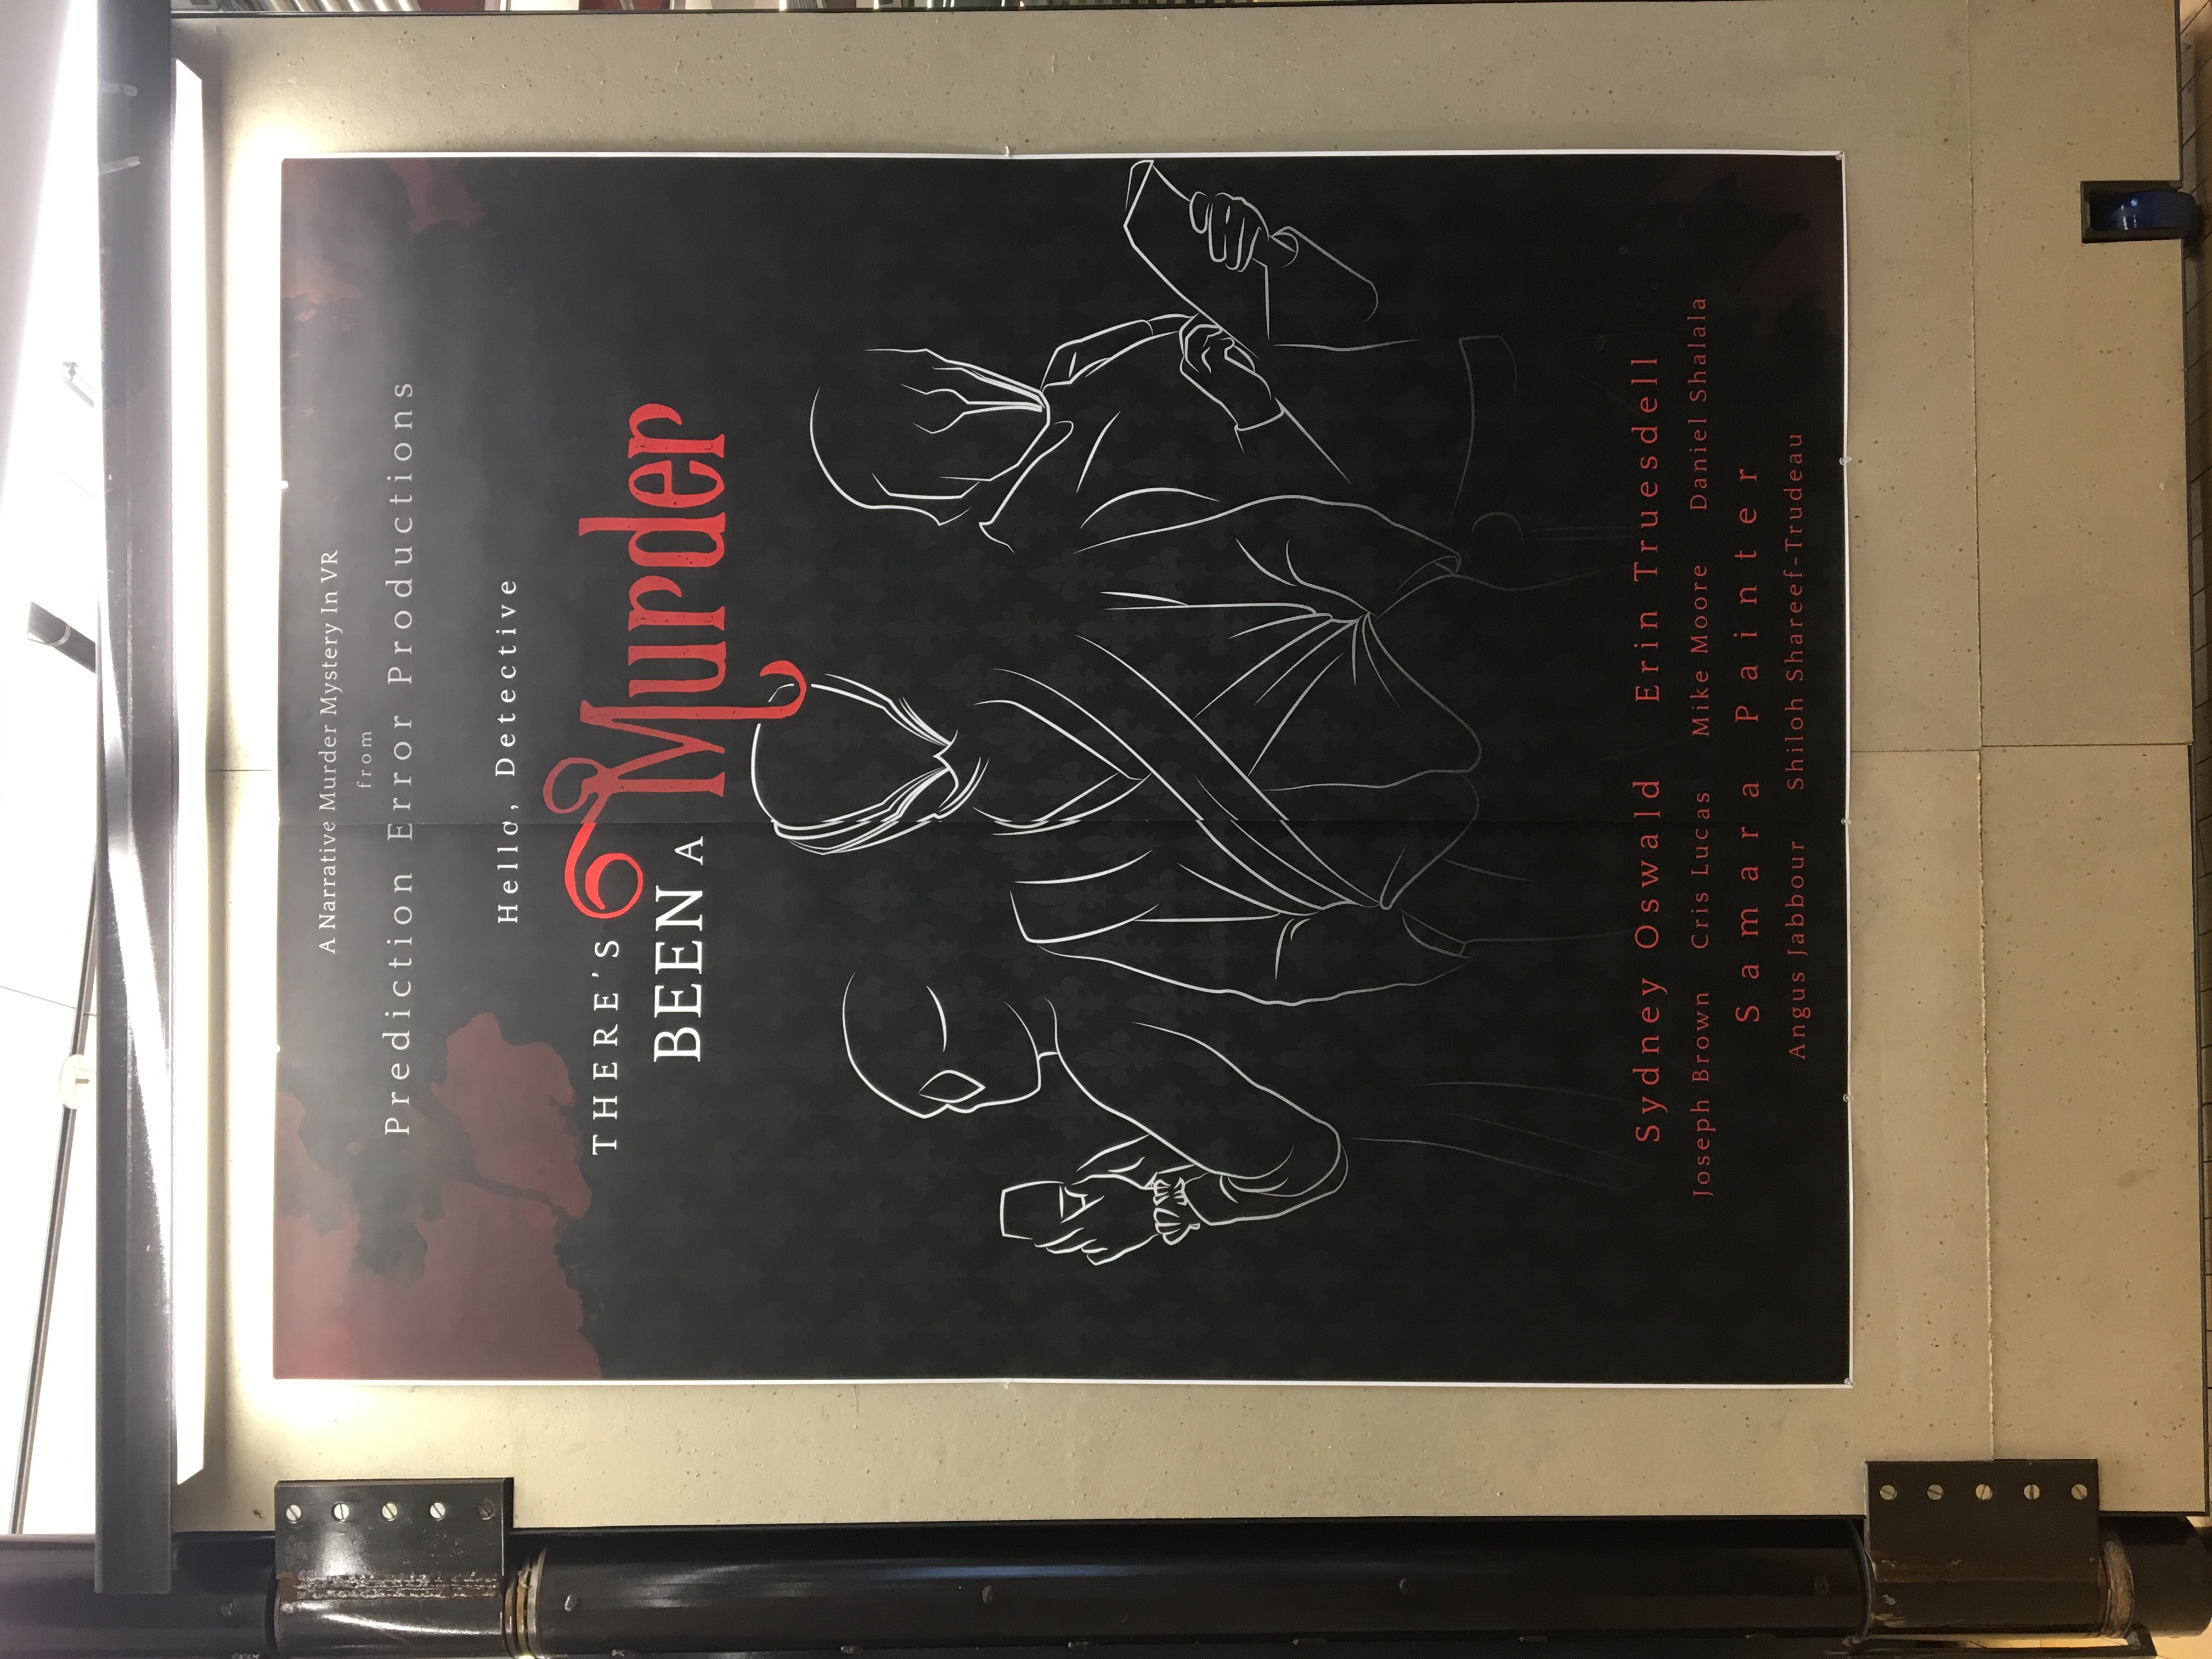 A Narrative Murder Mystery In VR
from
Prediction Error Productions
Hello, Detective
THERE'S
BEEN A Murder
Sydney Oswald Erin Truesdell
Joseph Brown Cris Lucas Mike Moore Daniel Shalala
Samara Painter
Angus Jabbour Shiloh Shareef-Trudeau